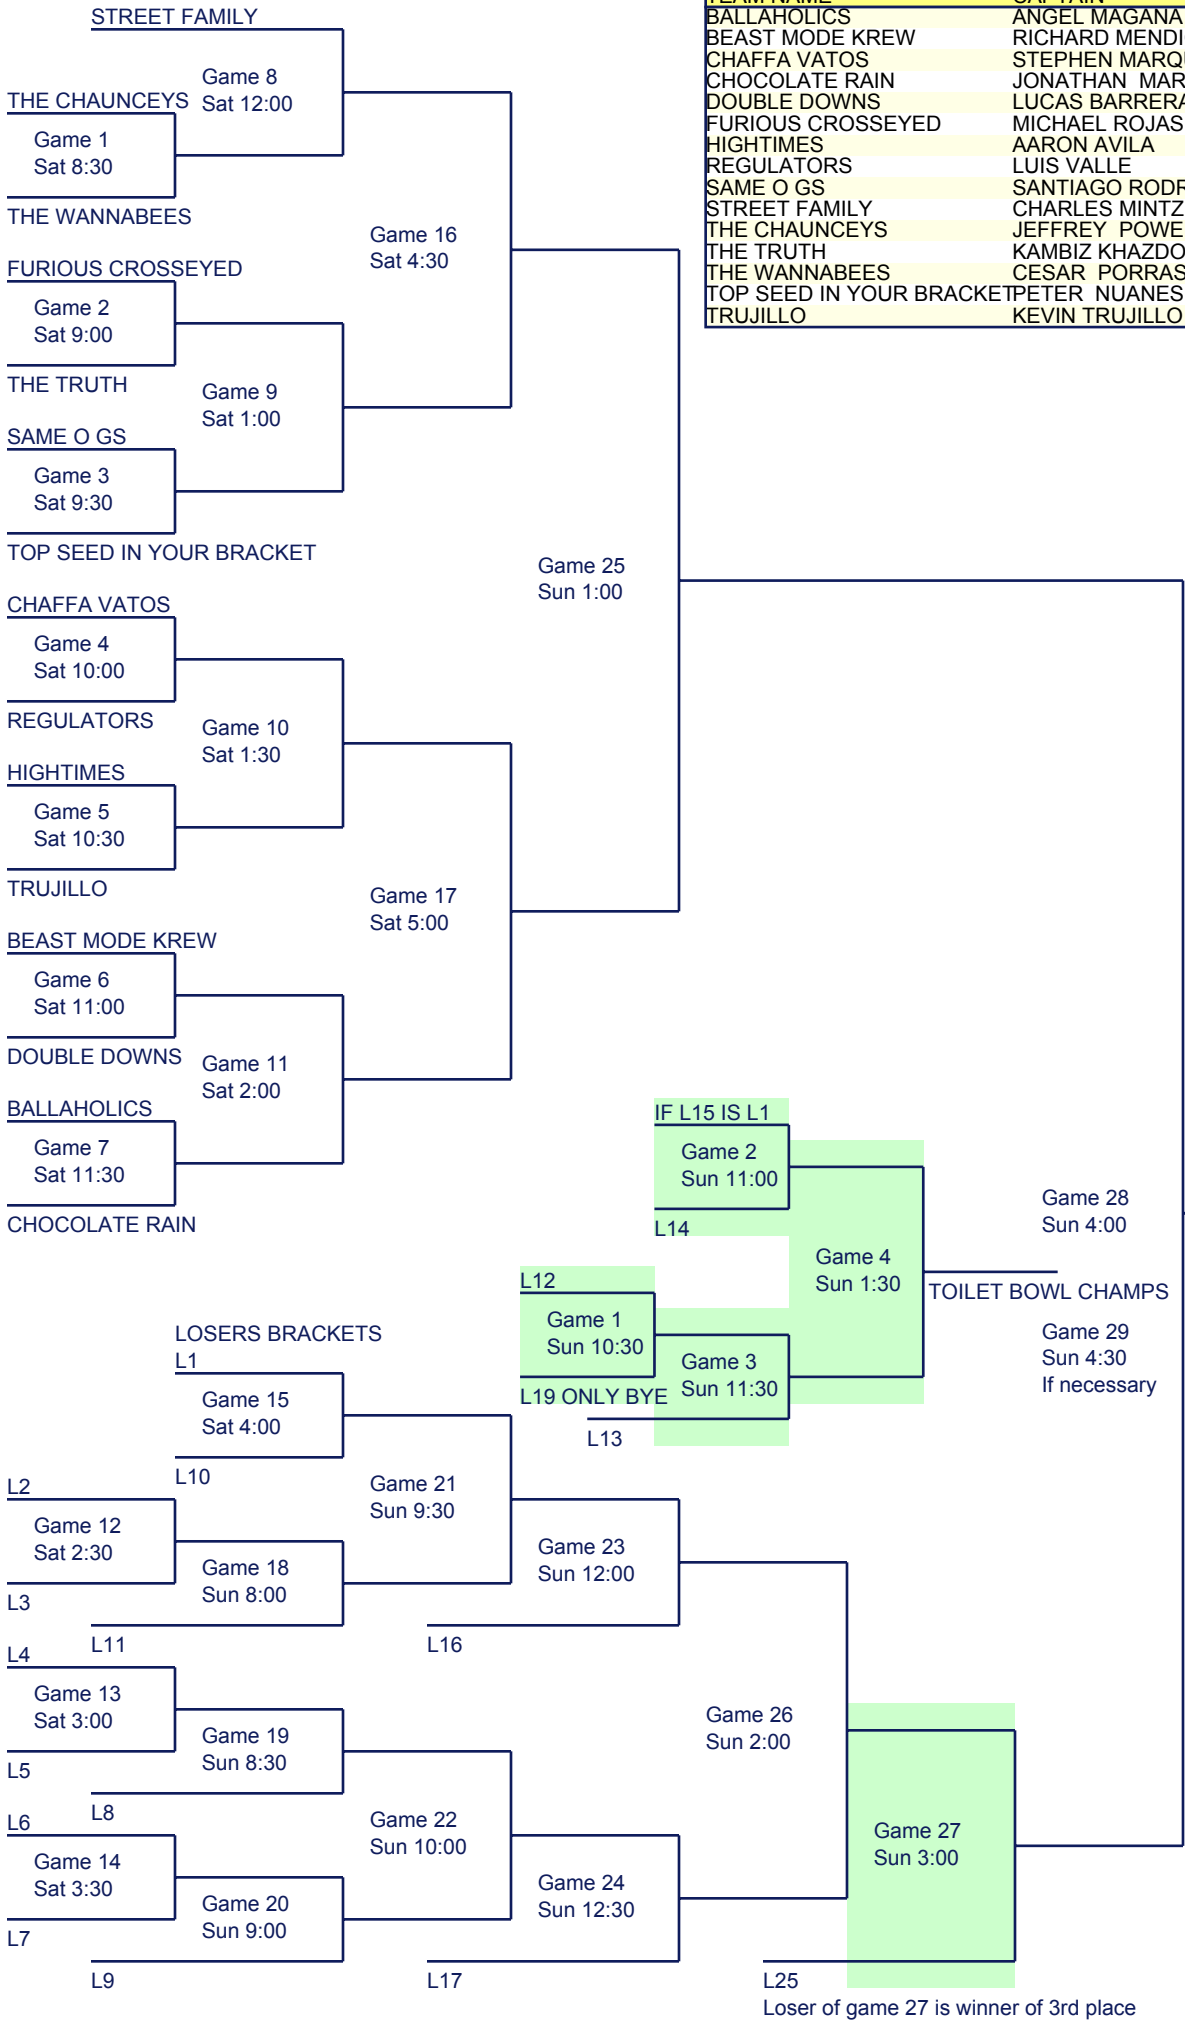 STREET FAMILY
Game 8
Sat 12:00
THE CHAUNCEYS
Game 1
Sat 8:30
THE WANNABEES
Game 16
Sat 4:30
FURIOUS CROSSEYED
Game 2
Sat 9:00
THE TRUTH
Game 9
Sat 1:00
SAME O GS
Game 3
Sat 9:30
TOP SEED IN YOUR BRACKET
Game 25
Sun 1:00
CHAFFA VATOS
Game 4
Sat 10:00
REGULATORS
Game 10
Sat 1:30
HIGHTIMES
Game 5
Sat 10:30
TRUJILLO
Game 17
Sat 5:00
BEAST MODE KREW
Game 6
Sat 11:00
DOUBLE DOWNS
Game 11
Sat 2:00
BALLAHOLICS
Game 7
Sat 11:30
CHOCOLATE RAIN
BALLAHOLICS ANGEL MAGANA
BEAST MODE KREW RICHARD MENDI
CHAFFA VATOS STEPHEN MARQ
CHOCOLATE RAIN JONATHAN MAR
DOUBLE DOWNS LUCAS BARRERA
FURIOUS CROSSEYED MICHAEL ROJAS
HIGHTIMES AARON AVILA
REGULATORS LUIS VALLE
SAME O GS SANTIAGO RODR
STREET FAMILY CHARLES MINTZ
THE CHAUNCEYS JEFFREY POWE
THE TRUTH KAMBIZ KHAZDO
THE WANNABEES CESAR PORRAS
TOP SEED IN YOUR BRACKET PETER NUANES
TRUJILLO KEVIN TRUJILLO
IF L15 IS L1
Game 2
Sun 11:00
L14
Game 4
Sun 1:30
L12
Game 1
Sun 10:30
L19 ONLY BYE
Game 3
Sun 11:30
L13
TOILET BOWL CHAMPS
Game 28
Sun 4:00
Game 29
Sun 4:30
If necessary
LOSERS BRACKETS
L1
Game 15
Sat 4:00
L10
Game 21
Sun 9:30
L2
Game 12
Sat 2:30
L3
Game 18
Sun 8:00
L11
Game 23
Sun 12:00
L16
L4
Game 13
Sat 3:00
L5
Game 19
Sun 8:30
L8
Game 26
Sun 2:00
L6
Game 14
Sat 3:30
L7
Game 22
Sun 10:00
Game 20
Sun 9:00
L9
Game 24
Sun 12:30
L17
Game 27
Sun 3:00
L25
Loser of game 27 is winner of 3rd place